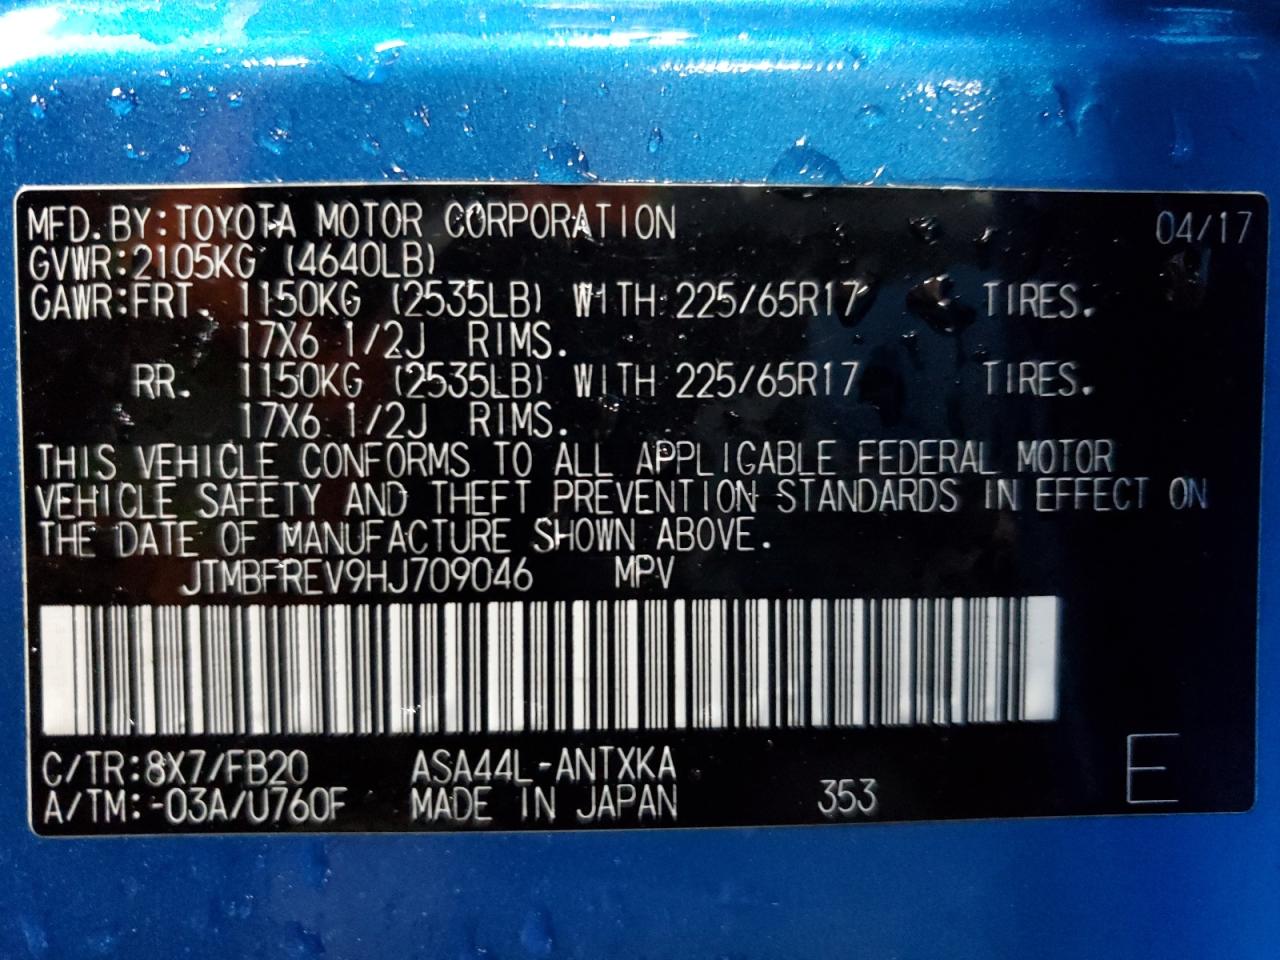 MFD. BY: TOYOTA MOTOR CORPORATION 04/17
GVWR: 2105KG (4640LB)
GAWR: FRT. 1150KG (2535LB) WITH 225/65R17 TIRES.
17X6 1/2J RIMS.
RR. 1150KG (2535LB) WITH 225/65R17 TIRES.
17X6 1/2J RIMS.
THIS VEHICLE CONFORMS TO ALL APPLICABLE FEDERAL MOTOR
VEHICLE SAFETY AND THEFT PREVENTION STANDARDS IN EFFECT ON
THE DATE OF MANUFACTURE SHOWN ABOVE.
JTMBFREV9HJ709046 MPV
C/TR: 8X7/FB20 ASA44L-ANTXKA
A/TM: -03A/U760F MADE IN JAPAN 353 E